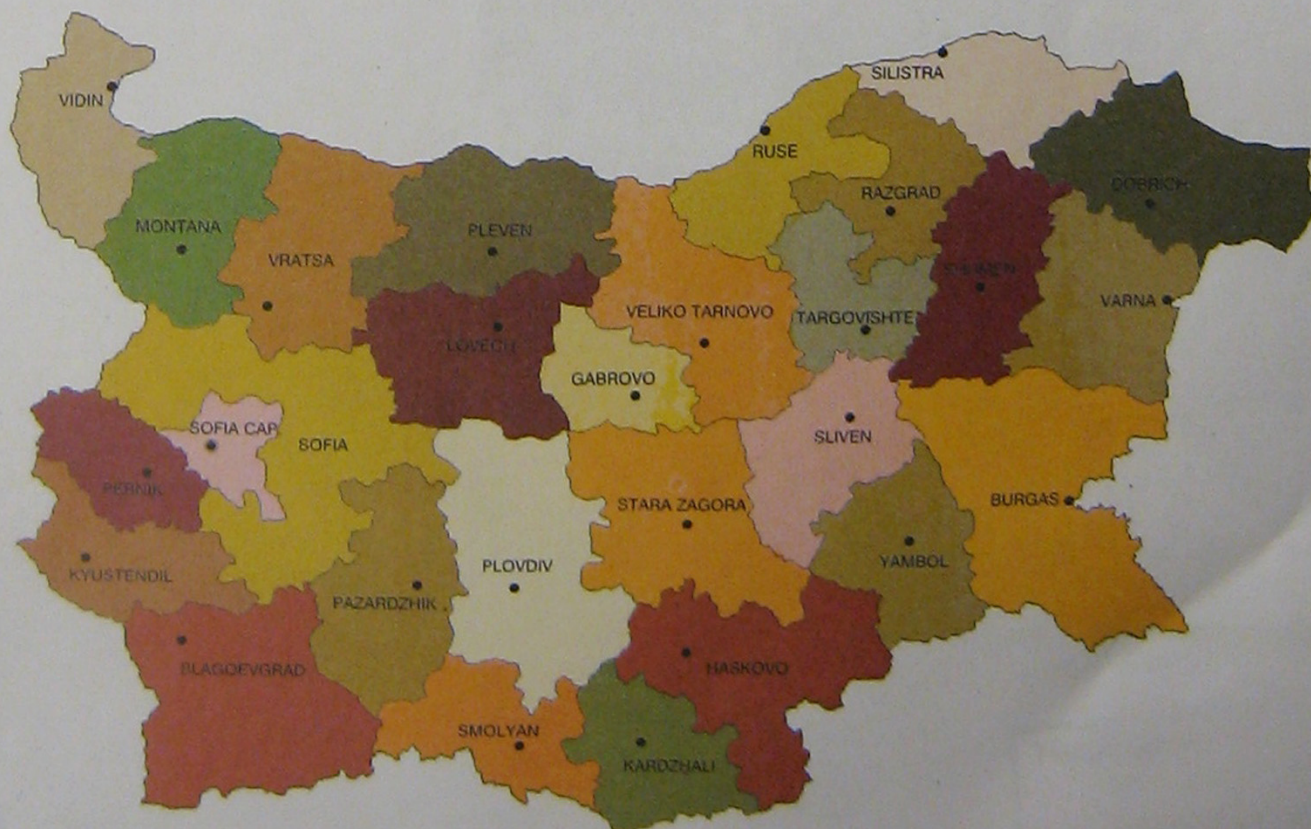 SILISTRA
VIDIN
RUSE
DOBRICH
RAZGRAD
MONTANA
PLEVEN
VRATSA
SHUMEN
VARNA
VELIKO TARNOVO
TARGOVISHTE
LOVECH
GABROVO
SOFIA CAP.
SLIVEN
SOFIA
PERNIK
BURGAS
STARA ZAGORA
YAMBOL
PLOVDIV
KYUSTENDIL
PAZARDZHIK
BLAGOEVGRAD
HASKOVO
SMOLYAN
KARDZHALI